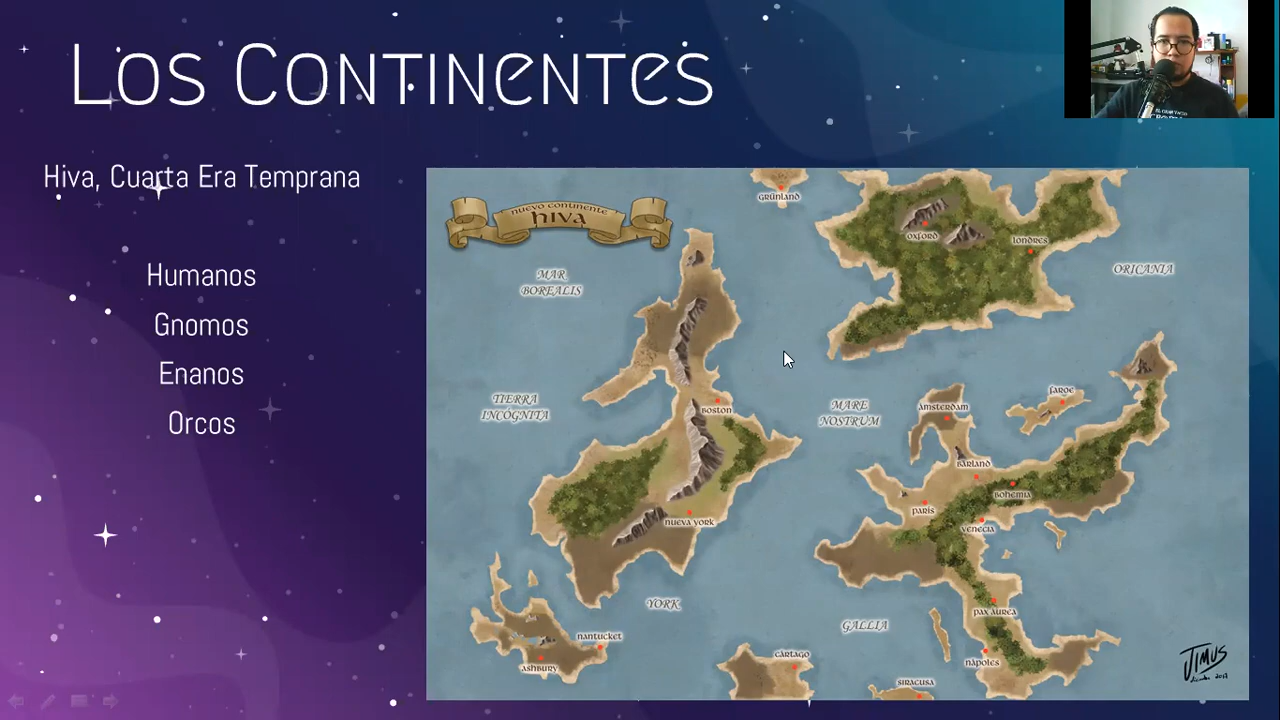 Los Continentes
Hiva, Cuarta Era Temprana
Humanos
Gnomos
Enanos
Orcos
nuevo continente
hiva
GRÜNLAND
OXFORD
LONDRES
ORICANIA
MAR
BOREALIS
TIERRA
INCOGNITA
BOSTON
MARE
NOSTRUM
AMSTERDAM
FAROE
BARLAND
BOHEMIA
PARIS
VENECIA
NUEVA YORK
YORK
GALLIA
PAX AUREA
NANTUCKET
ASHBURY
CARTAGO
NAPOLES
SIRACUSA
JIMUS